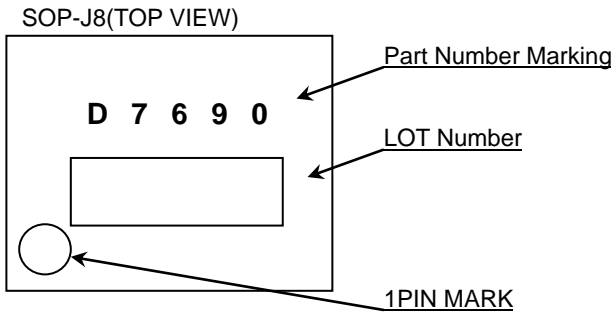 SOP-J8(TOP VIEW)
Part Number Marking
D 7 6 9 0
LOT Number
1PIN MARK